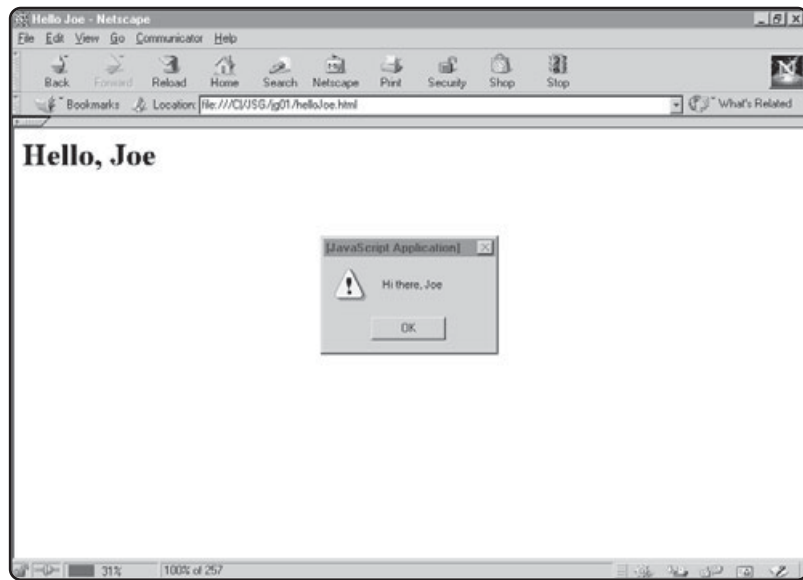 Hello Joe - Netscape
File Edit View Go Communicator Help
Back Forward Reload Home Search Netscape Print Security Shop Stop
Bookmarks Location: file:///C|/JSG/jg01/helloJoe.html What's Related
Hello, Joe
[JavaScript Application]
Hi there, Joe
OK
31% 100% of 257